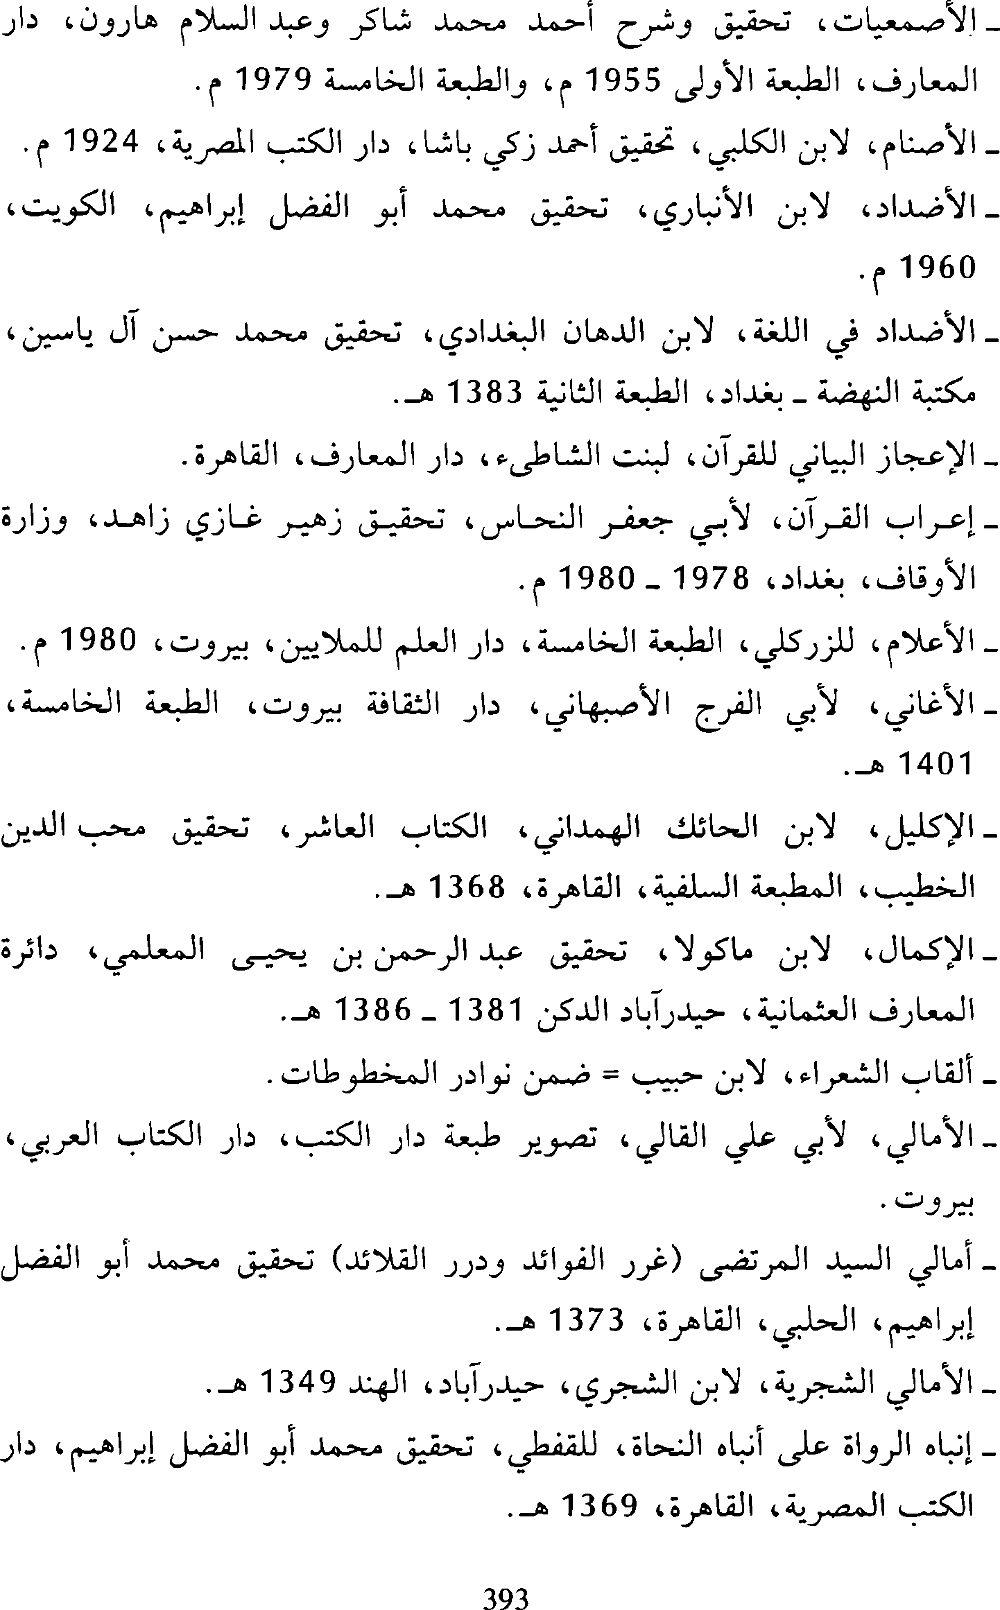 ـ الأصمعيات، تحقيق وشرح أحمد محمد شاكر وعبد السلام هارون، دار
المعارف، الطبعة الأولى 1955 م، والطبعة الخامسة 1979 م.
ـ الأصنام، لابن الكلبي، تحقيق أحمد زكي باشا، دار الكتب المصرية، 1924 م.
ـ الأضداد، لابن الأنباري، تحقيق محمد أبو الفضل إبراهيم، الكويت،
1960 م.
ـ الأضداد في اللغة، لابن الدهان البغدادي، تحقيق محمد حسن آل ياسين،
مكتبة النهضة ـ بغداد، الطبعة الثانية 1383 هـ.
ـ الإعجاز البياني للقرآن، لبنت الشاطىء، دار المعارف، القاهرة.
ـ إعراب القرآن، لأبي جعفر النحاس، تحقيق زهير غازي زاهد، وزارة
الأوقاف، بغداد، 1978 ـ 1980 م.
ـ الأعلام، للزركلي، الطبعة الخامسة، دار العلم للملايين، بيروت، 1980 م.
ـ الأغاني، لأبي الفرج الأصبهاني، دار الثقافة بيروت، الطبعة الخامسة،
1401 هـ.
ـ الإكليل، لابن الحائك الهمداني، الكتاب العاشر، تحقيق محب الدين
الخطيب، المطبعة السلفية، القاهرة، 1368 هـ.
ـ الإكمال، لابن ماكولا، تحقيق عبد الرحمن بن يحيى المعلمي، دائرة
المعارف العثمانية، حيدرآباد الدكن 1381 ـ 1386 هـ.
ـ ألقاب الشعراء، لابن حبيب = ضمن نوادر المخطوطات.
ـ الأمالي، لأبي علي القالي، تصوير طبعة دار الكتب، دار الكتاب العربي،
بيروت.
ـ أمالي السيد المرتضى (غرر الفوائد ودرر القلائد) تحقيق محمد أبو الفضل
إبراهيم، الحلبي، القاهرة، 1373 هـ.
ـ الأمالي الشجرية، لابن الشجري، حيدرآباد، الهند 1349 هـ.
ـ إنباه الرواة على أنباه النحاة، للقفطي، تحقيق محمد أبو الفضل إبراهيم، دار
الكتب المصرية، القاهرة، 1369 هـ.
393